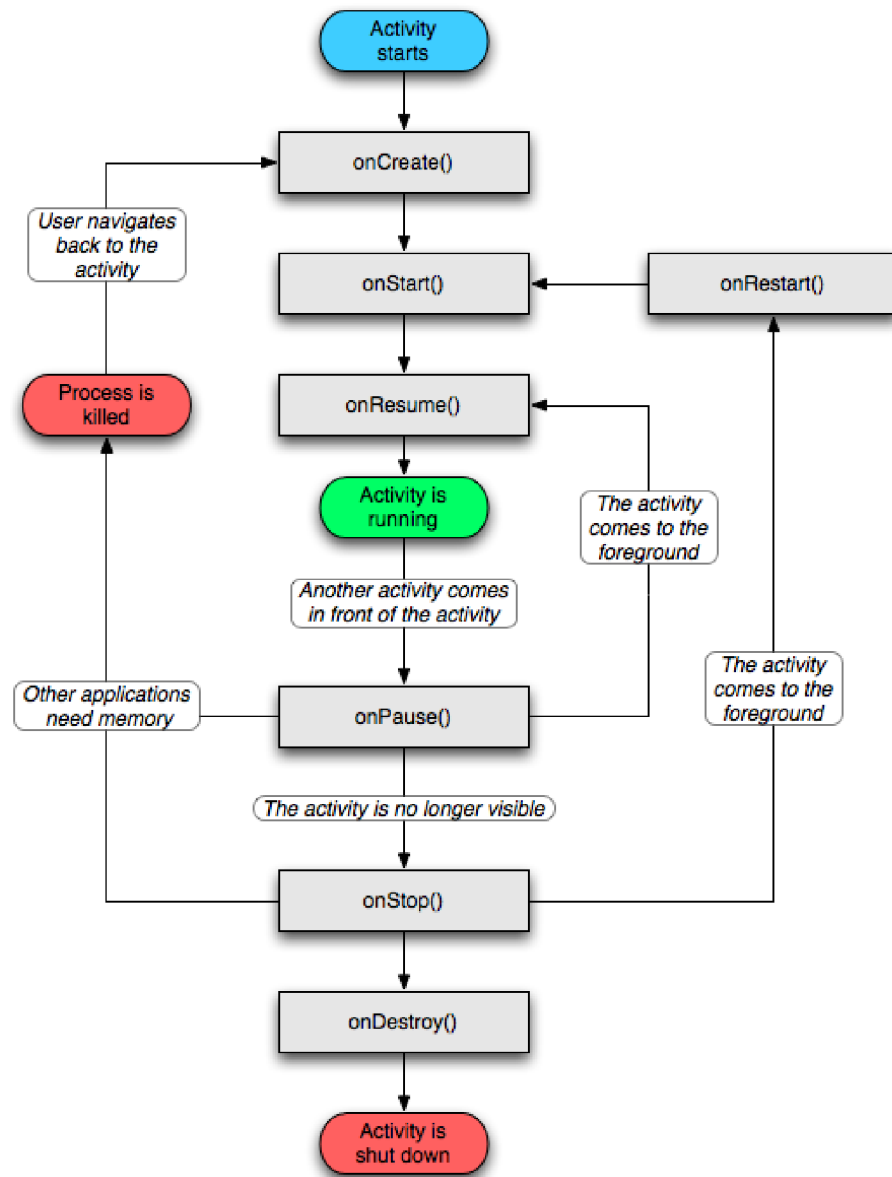 Activity
starts
onCreate()
User navigates
back to the
activity
onStart()
onRestart()
Process is
killed
onResume()
Activity is
running
The activity
comes to the
foreground
Another activity comes
in front of the activity
The activity
comes to the
foreground
Other applications
need memory
onPause()
The activity is no longer visible
onStop()
onDestroy()
Activity is
shut down